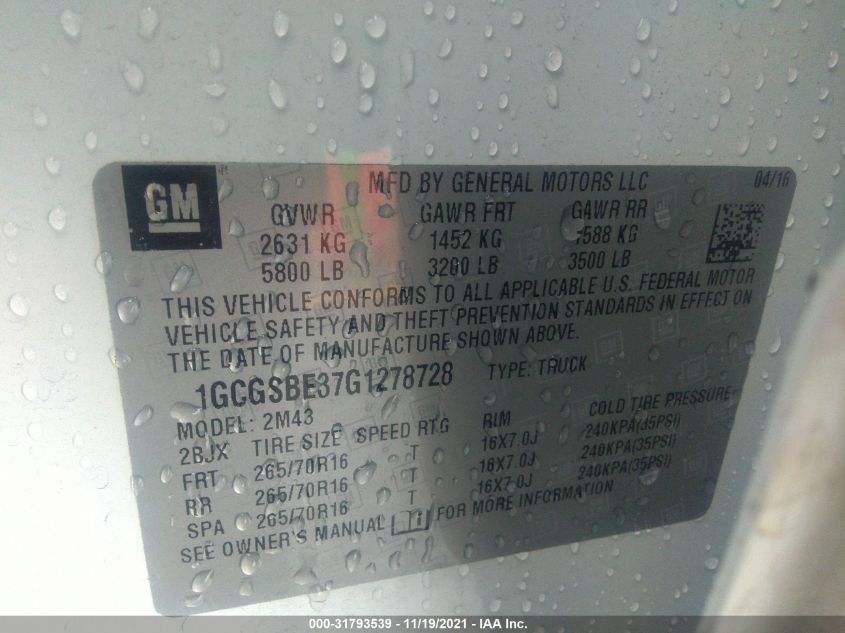 GM
MFD BY GENERAL MOTORS LLC 04/16
GVWR GAWR FRT GAWR RR
2631 KG 1452 KG 1588 KG
5800 LB 3200 LB 3500 LB
THIS VEHICLE CONFORMS TO ALL APPLICABLE U.S. FEDERAL MOTOR
VEHICLE SAFETY AND THEFT PREVENTION STANDARDS IN EFFECT ON
THE DATE OF MANUFACTURE SHOWN ABOVE.
1GCGSBE37G1278728 TYPE: TRUCK
MODEL: 2M43
2BJX TIRE SIZE SPEED RTG RIM COLD TIRE PRESSURE
FRT 265/70R16 T 16X7.0J 240KPA(35PSI)
RR 265/70R16 T 16X7.0J 240KPA(35PSI)
SPA 265/70R16 T 16X7.0J 240KPA(35PSI)
SEE OWNER'S MANUAL FOR MORE INFORMATION
000-31793539 - 11/19/2021 - IAA Inc.